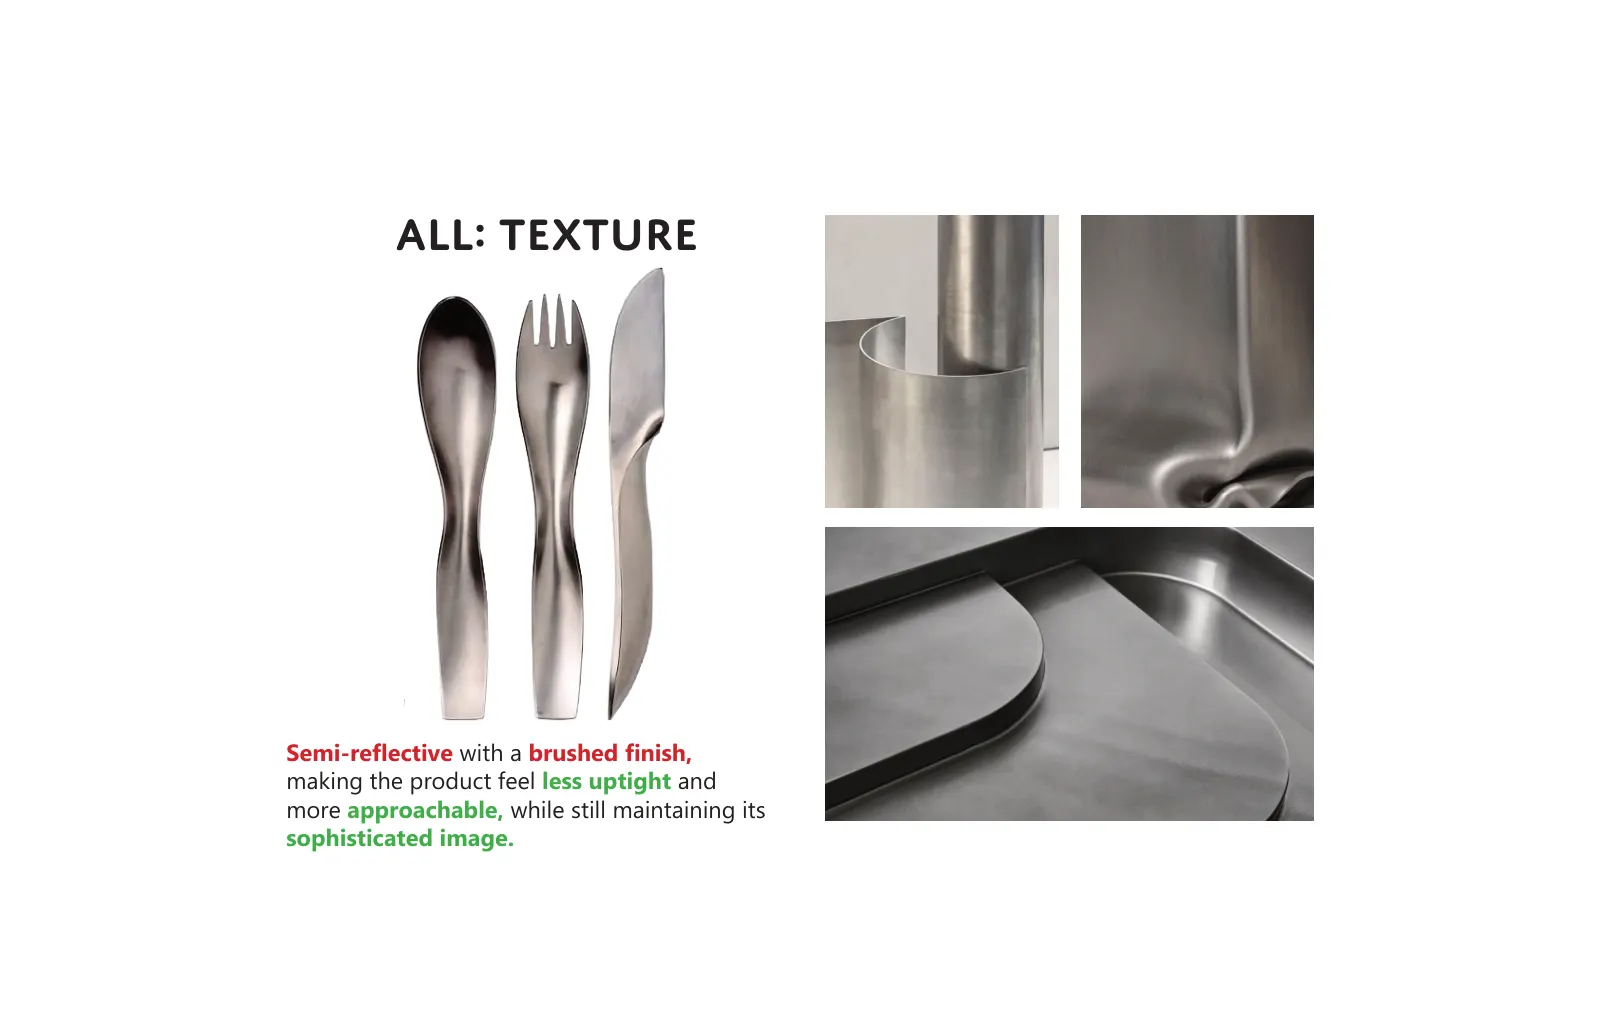 ALL: TEXTURE
Semi-reflective with a brushed finish,
making the product feel less uptight and
more approachable, while still maintaining its
sophisticated image.